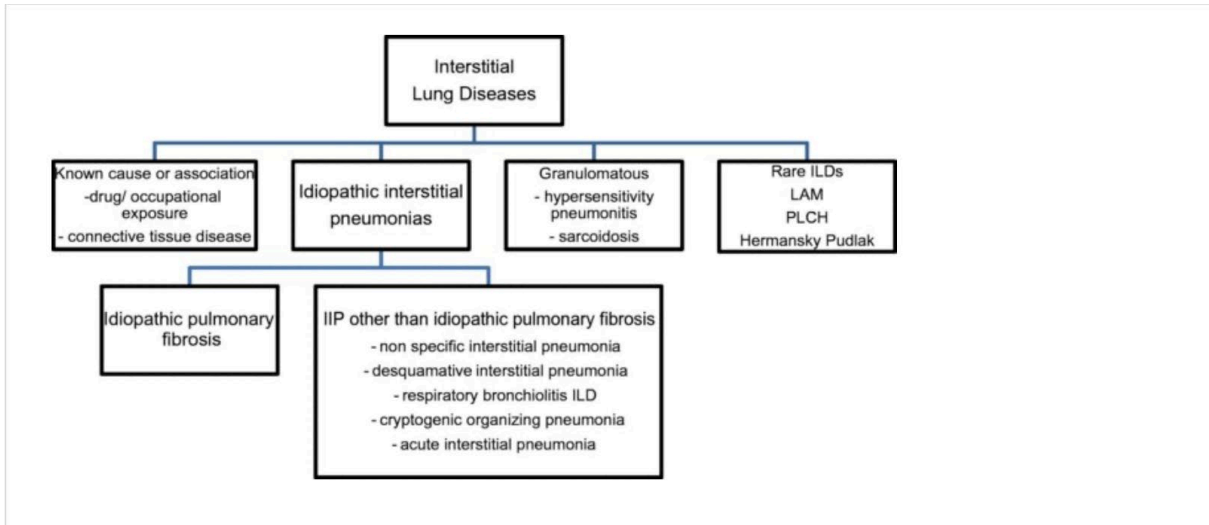 Interstitial
Lung Diseases
Known cause or association
-drug/ occupational
exposure
- connective tissue disease
Idiopathic interstitial
pneumonias
Granulomatous
- hypersensitivity
pneumonitis
- sarcoidosis
Rare ILDs
LAM
PLCH
Hermansky Pudlak
Idiopathic pulmonary
fibrosis
IIP other than idiopathic pulmonary fibrosis
- non specific interstitial pneumonia
- desquamative interstitial pneumonia
- respiratory bronchiolitis ILD
- cryptogenic organizing pneumonia
- acute interstitial pneumonia